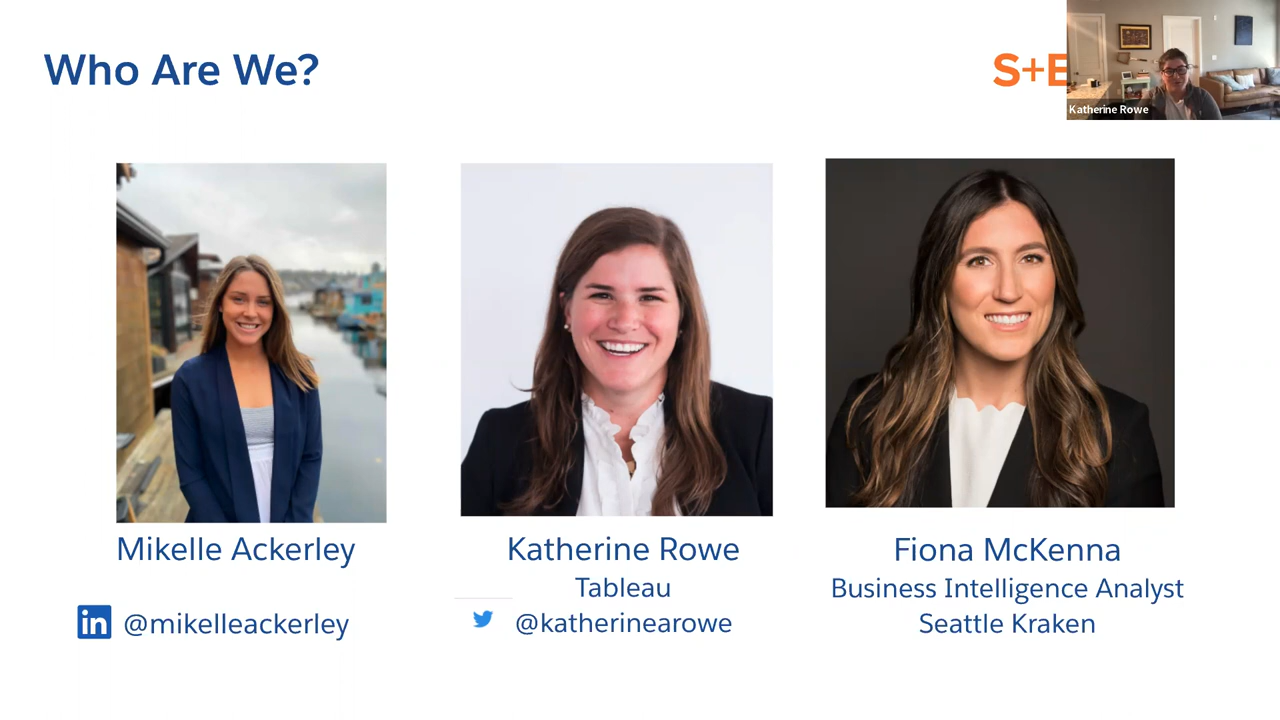 Who Are We?
S+E
Katherine Rowe
Mikelle Ackerley
in @mikelleackerley
Katherine Rowe
Tableau
@katherinearowe
Fiona McKenna
Business Intelligence Analyst
Seattle Kraken